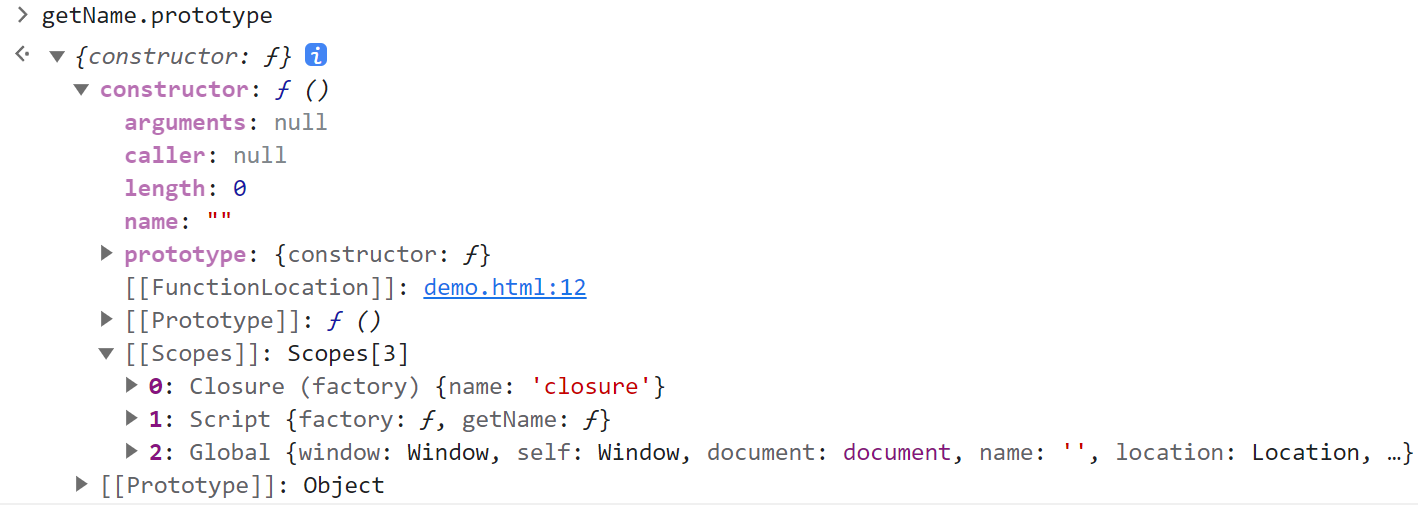 getName.prototype
{constructor: ƒ} i
constructor: ƒ ()
arguments: null
caller: null
length: 0
name: ""
prototype: {constructor: ƒ}
[[FunctionLocation]]: demo.html:12
[[Prototype]]: ƒ ()
[[Scopes]]: Scopes[3]
0: Closure (factory) {name: 'closure'}
1: Script {factory: ƒ, getName: ƒ}
2: Global {window: Window, self: Window, document: document, name: '', location: Location, …}
[[Prototype]]: Object